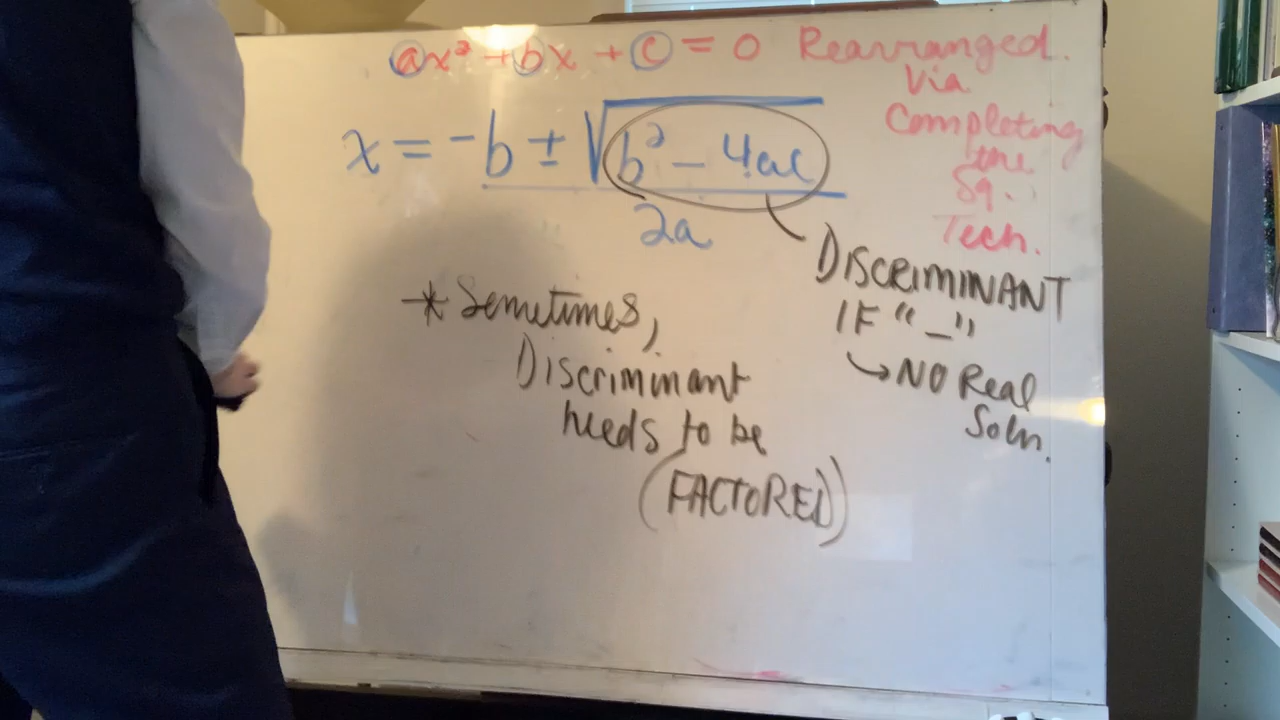 ax² + bx + c = 0 Rearranged.
Via
Completing
the
Sq.
Tech.
x = -b ± √b² - 4ac
2a
DISCRIMINANT
IF "-"
→ NO Real
Soln.
* Sometimes,
Discriminant
needs to be
(FACTORED)